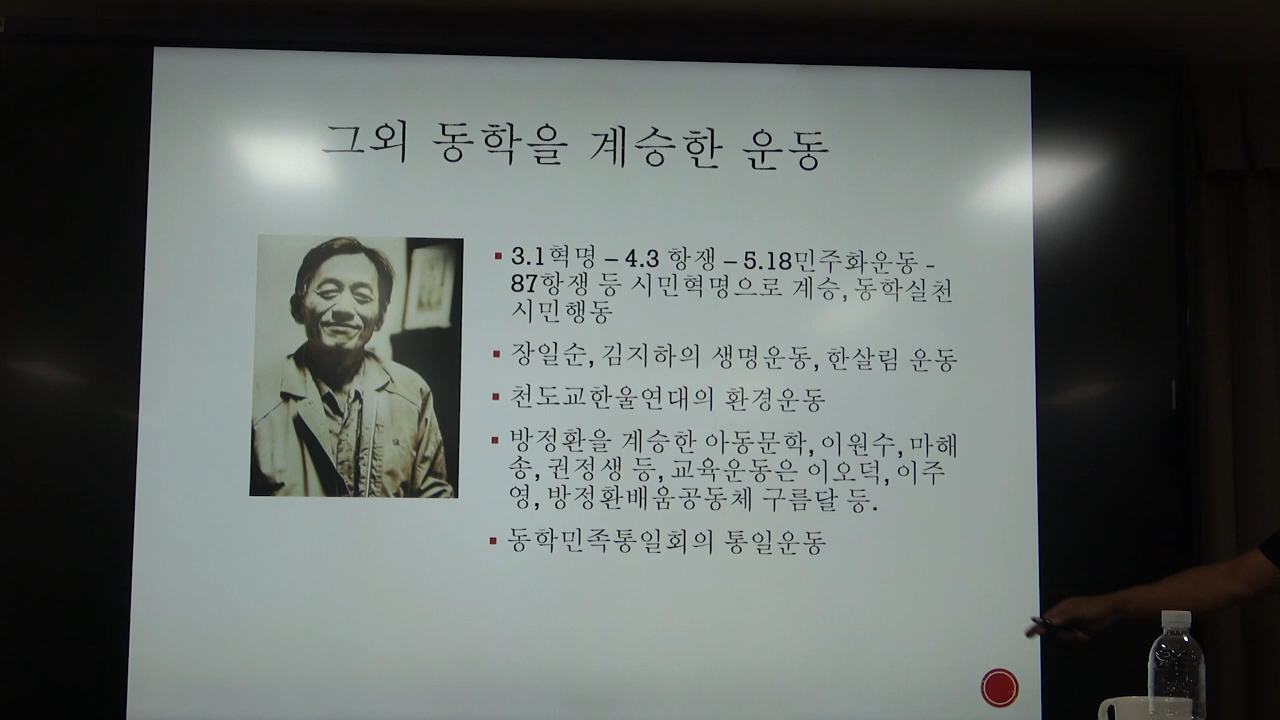 그외 동학을 계승한 운동
3.1혁명 – 4.3 항쟁 – 5.18민주화운동 -
87항쟁 등 시민혁명으로 계승, 동학실천
시민행동
장일순, 김지하의 생명운동, 한살림 운동
천도교한울연대의 환경운동
방정환을 계승한 아동문학, 이원수, 마해
송, 권정생 등, 교육운동은 이오덕, 이주
영, 방정환배움공동체 구름달 등.
동학민족통일회의 통일운동